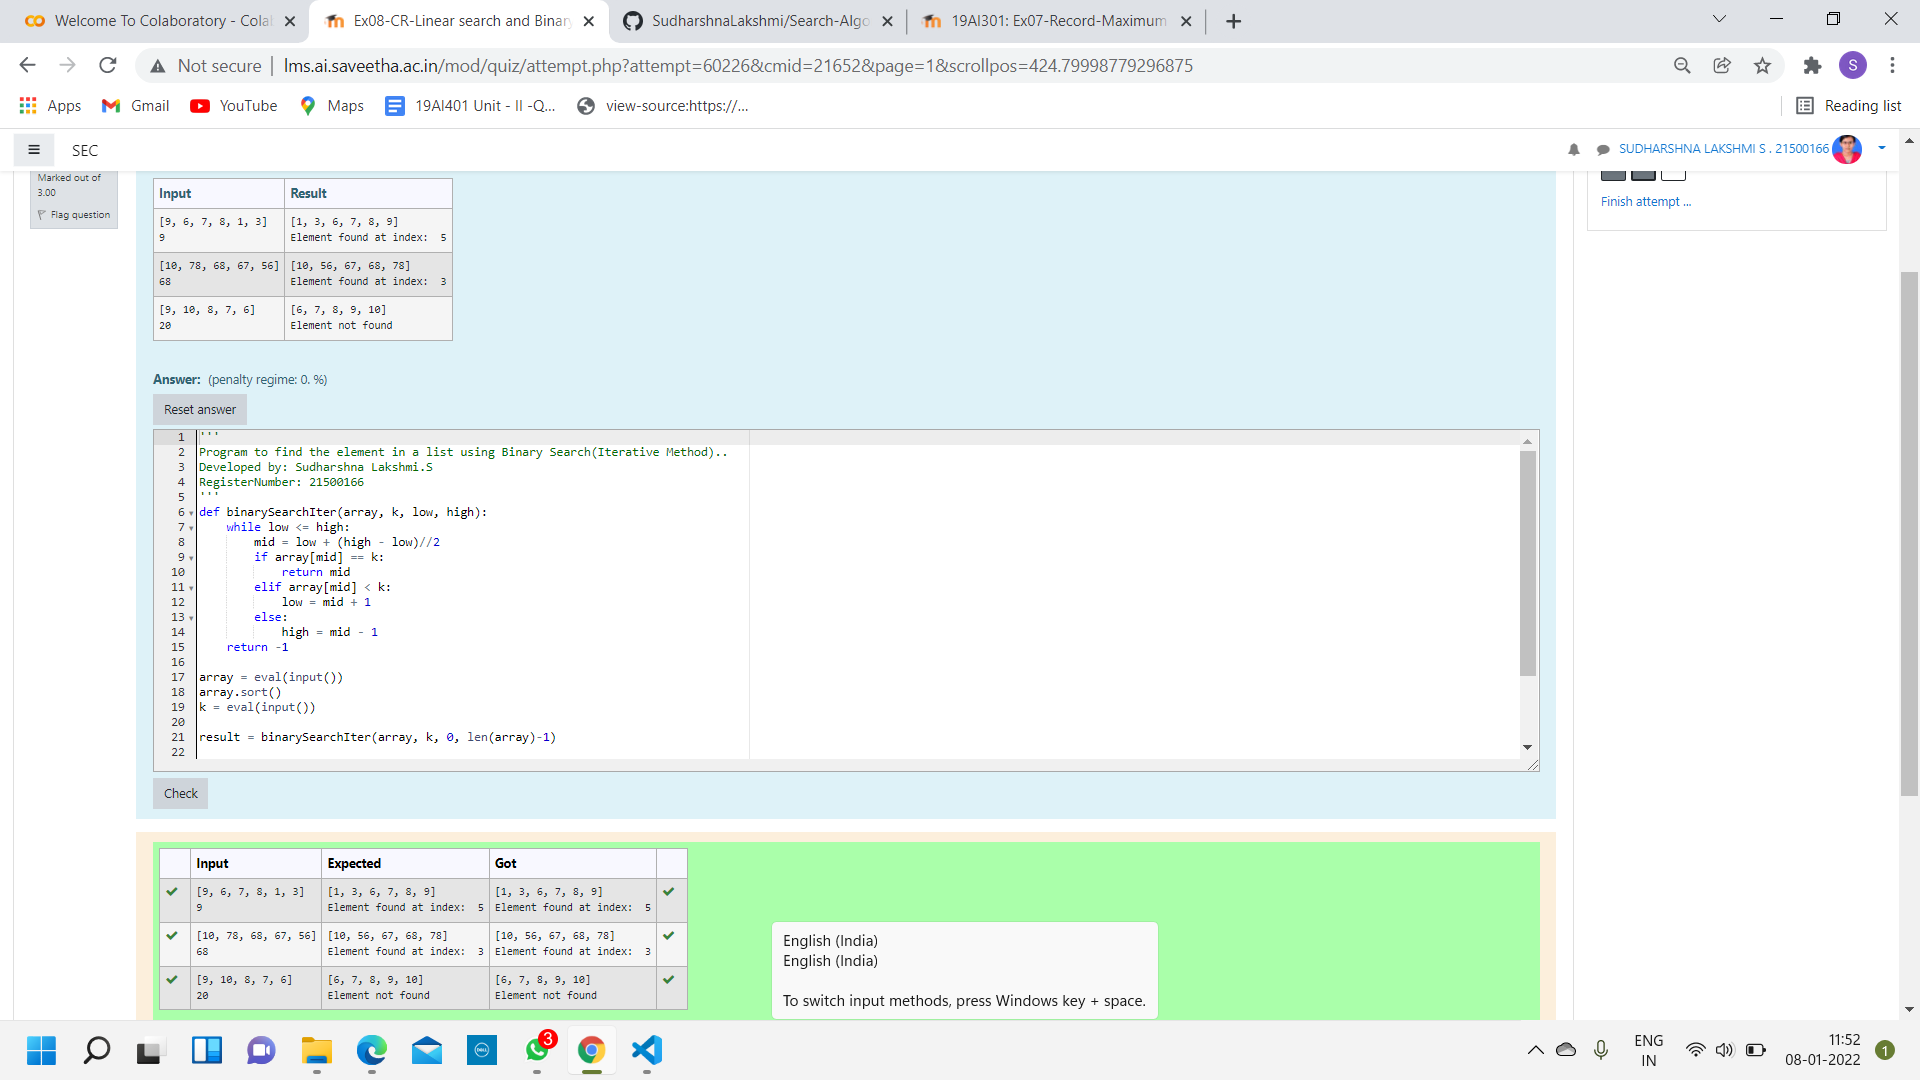 Welcome To Colaboratory - Colab
Ex08-CR-Linear search and Binar
SudharshnaLakshmi/Search-Algo
19AI301: Ex07-Record-Maximum
Not secure
lms.ai.saveetha.ac.in/mod/quiz/attempt.php?attempt=60226&cmid=21652&page=1&scrollpos=424.79998779296875
S
Apps
Gmail
YouTube
Maps
19AI401 Unit - II -Q...
view-source:https://...
Reading list
SEC
SUDHARSHNA LAKSHMI S . 21500166
Marked out of
3.00
Flag question
Finish attempt ...
Input Result
[9, 6, 7, 8, 1, 3] [1, 3, 6, 7, 8, 9]
9 Element found at index:  5
[10, 78, 68, 67, 56] [10, 56, 67, 68, 78]
68 Element found at index:  3
[9, 10, 8, 7, 6] [6, 7, 8, 9, 10]
20 Element not found
Answer: (penalty regime: 0. %)
Reset answer
1 '''
2 Program to find the element in a list using Binary Search(Iterative Method)..
3 Developed by: Sudharshna Lakshmi.S
4 RegisterNumber: 21500166
5 '''
6 def binarySearchIter(array, k, low, high):
7     while low <= high:
8         mid = low + (high - low)//2
9         if array[mid] == k:
10             return mid
11         elif array[mid] < k:
12             low = mid + 1
13         else:
14             high = mid - 1
15     return -1
16
17 array = eval(input())
18 array.sort()
19 k = eval(input())
20
21 result = binarySearchIter(array, k, 0, len(array)-1)
22
Check
Input Expected Got
[9, 6, 7, 8, 1, 3] [1, 3, 6, 7, 8, 9] [1, 3, 6, 7, 8, 9]
9 Element found at index:  5 Element found at index:  5
[10, 78, 68, 67, 56] [10, 56, 67, 68, 78] [10, 56, 67, 68, 78]
68 Element found at index:  3 Element found at index:  3
[9, 10, 8, 7, 6] [6, 7, 8, 9, 10] [6, 7, 8, 9, 10]
20 Element not found Element not found
English (India)
English (India)
To switch input methods, press Windows key + space.
DELL
3
ENG
IN
11:52
08-01-2022
1